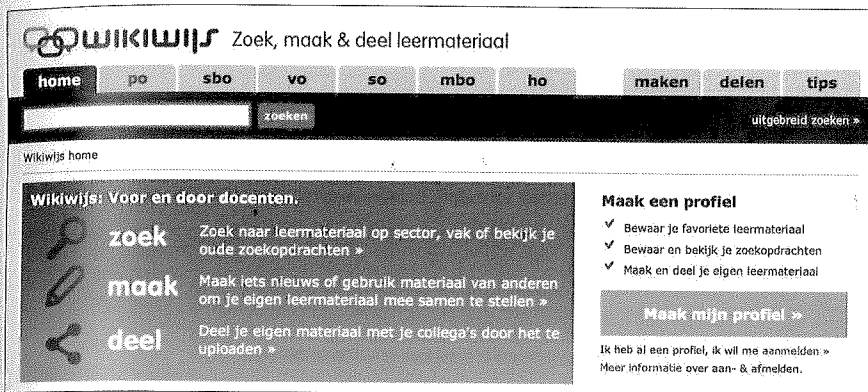 wikiwijs Zoek, maak & deel leermateriaal
home po sbo vo so mbo ho maken delen tips
zoeken uitgebreid zoeken »
Wikiwijs home
Wikiwijs: Voor en door docenten.
zoek Zoek naar leermateriaal op sector, vak of bekijk je
oude zoekopdrachten »
maak Maak iets nieuws of gebruik materiaal van anderen
om je eigen leermateriaal mee samen te stellen »
deel Deel je eigen materiaal met je collega's door het te
uploaden »
Maak een profiel
✓ Bewaar je favoriete leermateriaal
✓ Bewaar en bekijk je zoekopdrachten
✓ Maak en deel je eigen leermateriaal
Maak mijn profiel »
Ik heb al een profiel, ik wil me aanmelden »
Meer informatie over aan- & afmelden.